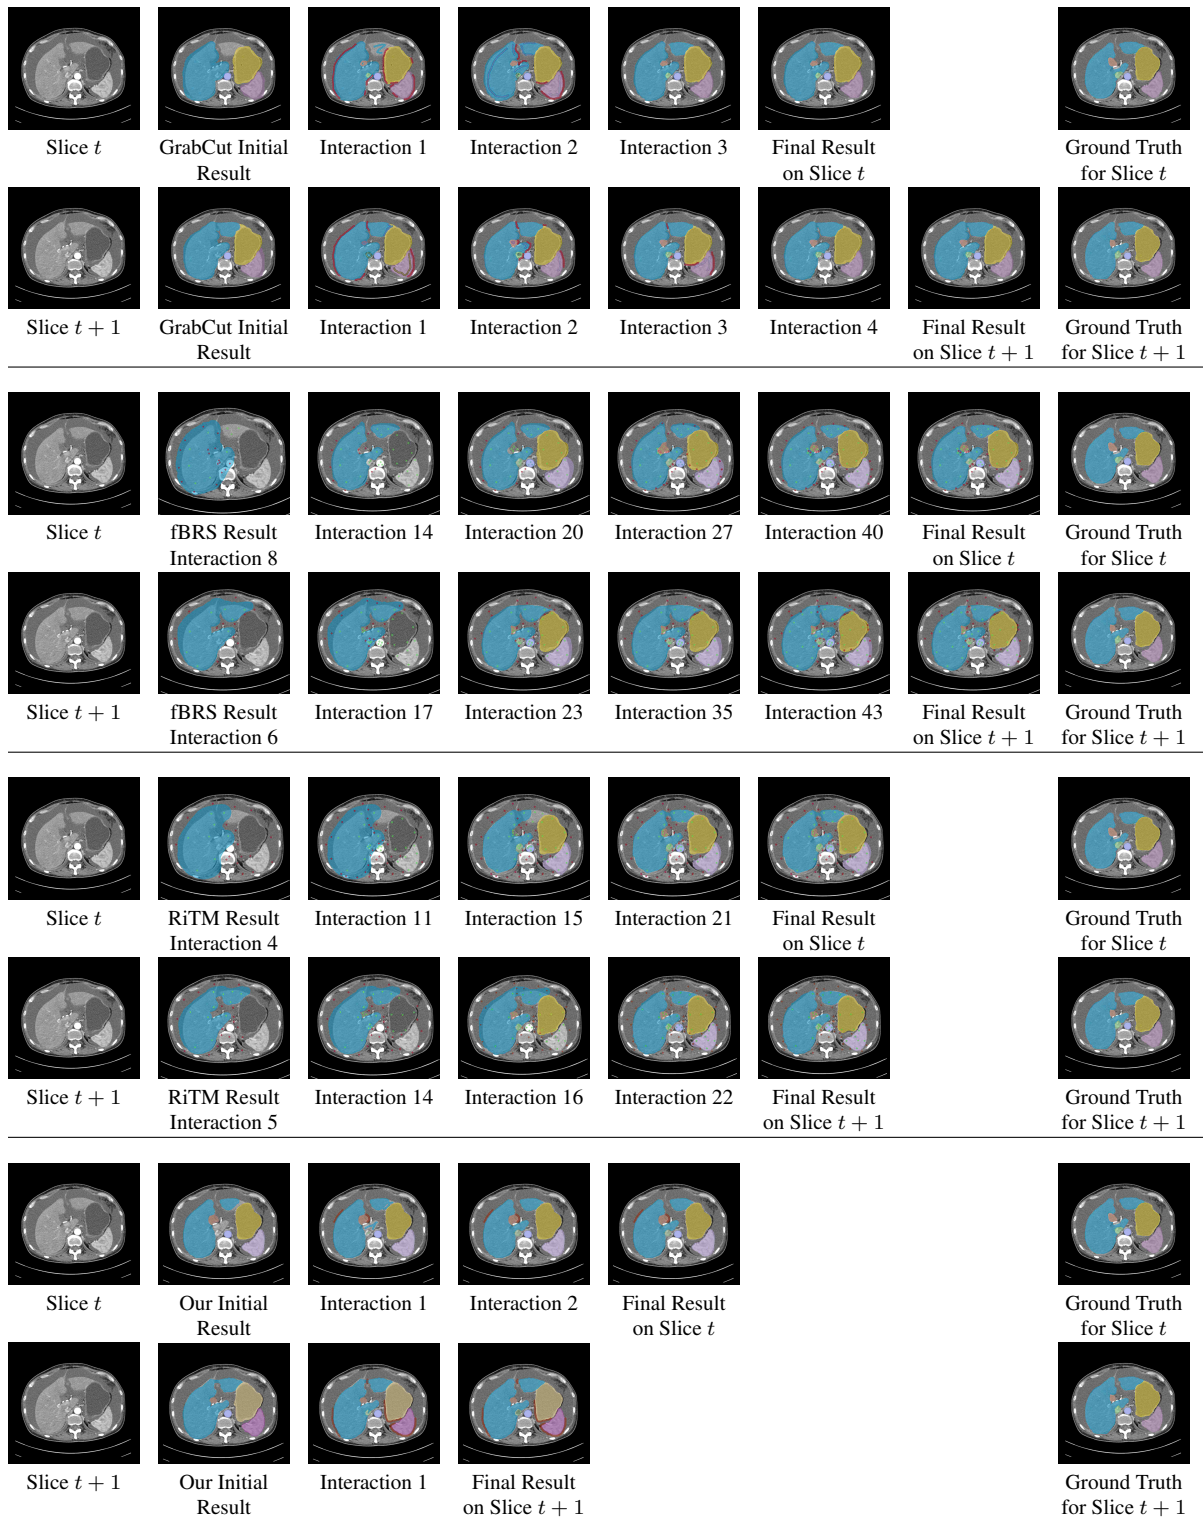 Slice t
GrabCut Initial
Result
Interaction 1
Interaction 2
Interaction 3
Final Result
on Slice t
Ground Truth
for Slice t
Slice t + 1
GrabCut Initial
Result
Interaction 1
Interaction 2
Interaction 3
Interaction 4
Final Result
on Slice t + 1
Ground Truth
for Slice t + 1
Slice t
fBRS Result
Interaction 8
Interaction 14
Interaction 20
Interaction 27
Interaction 40
Final Result
on Slice t
Ground Truth
for Slice t
Slice t + 1
fBRS Result
Interaction 6
Interaction 17
Interaction 23
Interaction 35
Interaction 43
Final Result
on Slice t + 1
Ground Truth
for Slice t + 1
Slice t
RiTM Result
Interaction 4
Interaction 11
Interaction 15
Interaction 21
Final Result
on Slice t
Ground Truth
for Slice t
Slice t + 1
RiTM Result
Interaction 5
Interaction 14
Interaction 16
Interaction 22
Final Result
on Slice t + 1
Ground Truth
for Slice t + 1
Slice t
Our Initial
Result
Interaction 1
Interaction 2
Final Result
on Slice t
Ground Truth
for Slice t
Slice t + 1
Our Initial
Result
Interaction 1
Final Result
on Slice t + 1
Ground Truth
for Slice t + 1